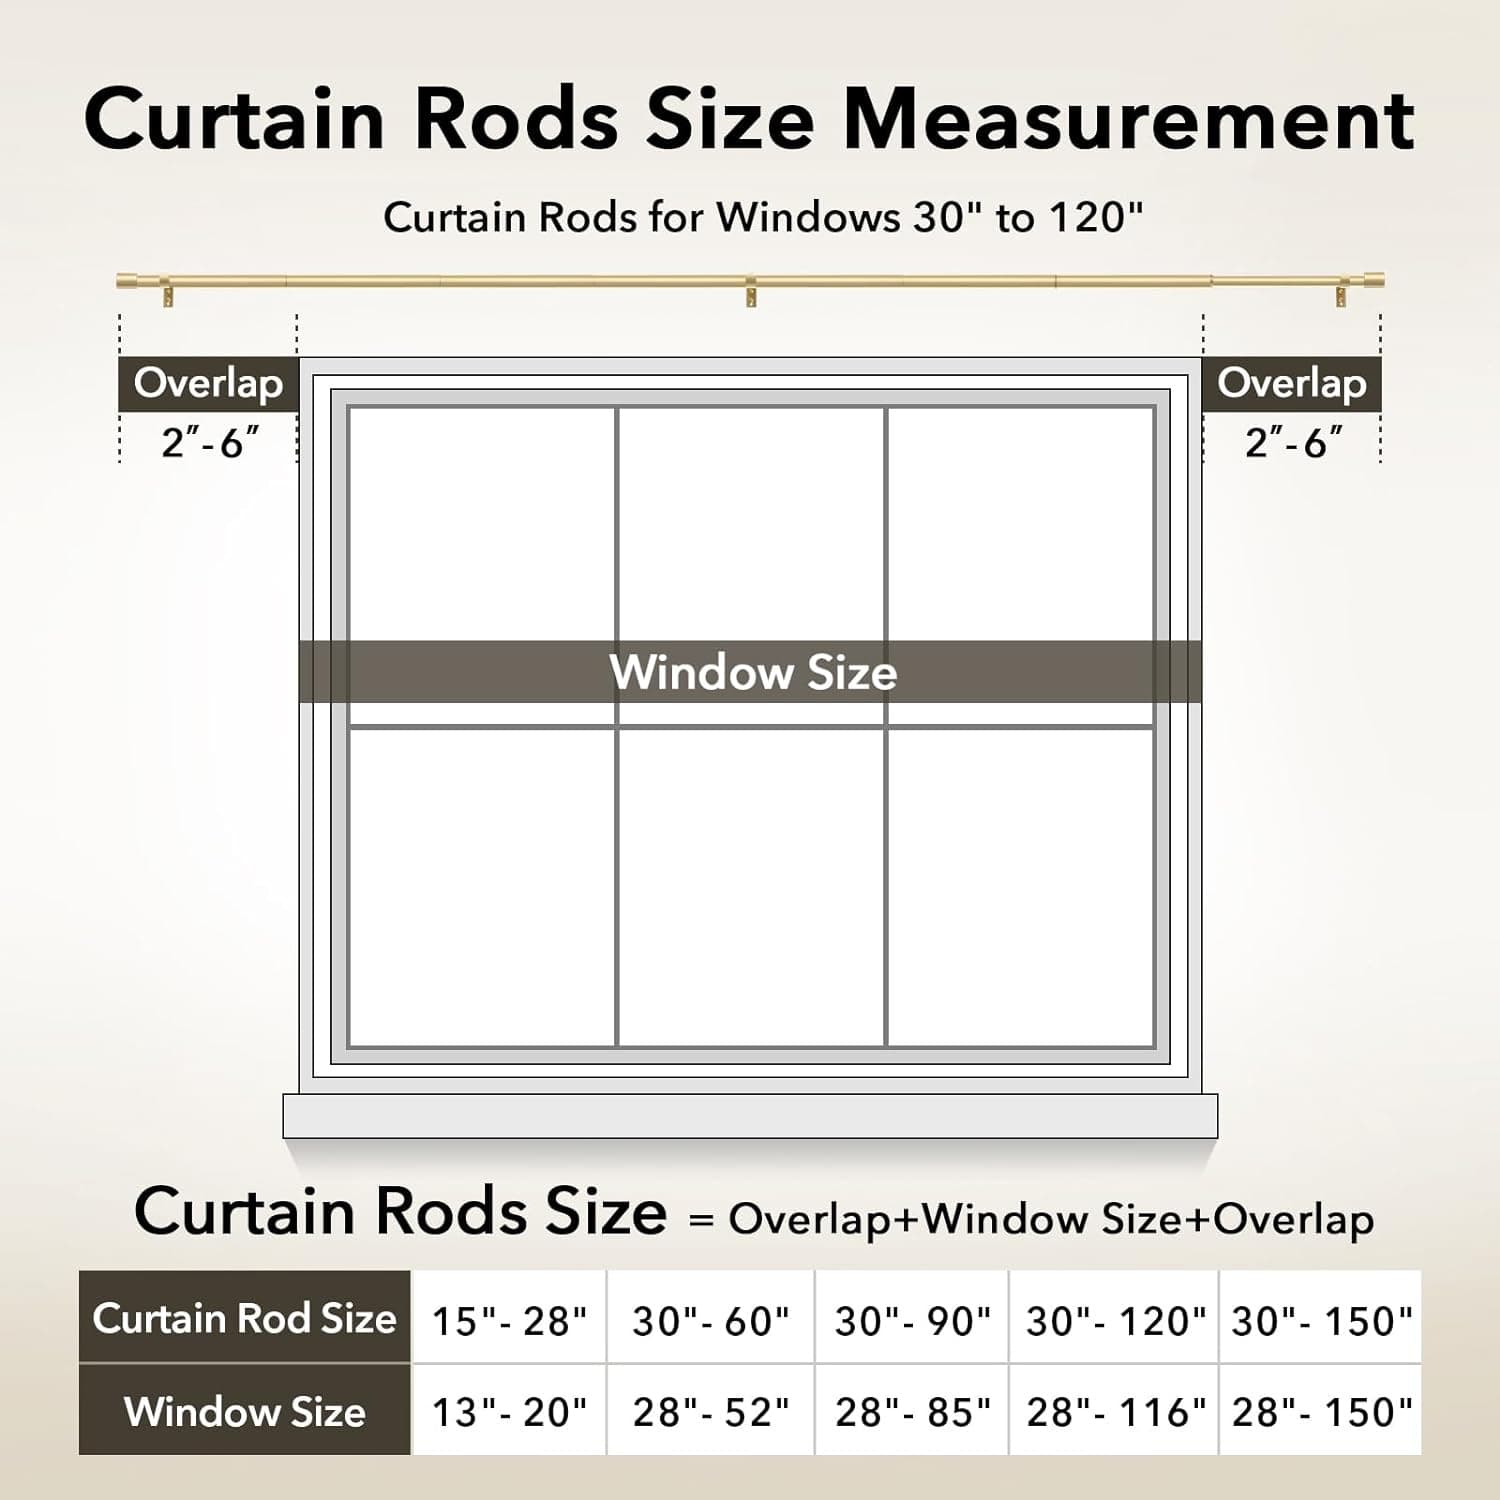 Curtain Rods Size Measurement
Curtain Rods for Windows 30" to 120"
Overlap
Overlap
2"-6"
2"-6"
Window Size
Curtain Rods Size = Overlap+Window Size+Overlap
Curtain Rod Size 15"- 28" 30"- 60" 30"- 90" 30"- 120" 30"- 150"
Window Size 13"- 20" 28"- 52" 28"- 85" 28"- 116" 28"- 150"